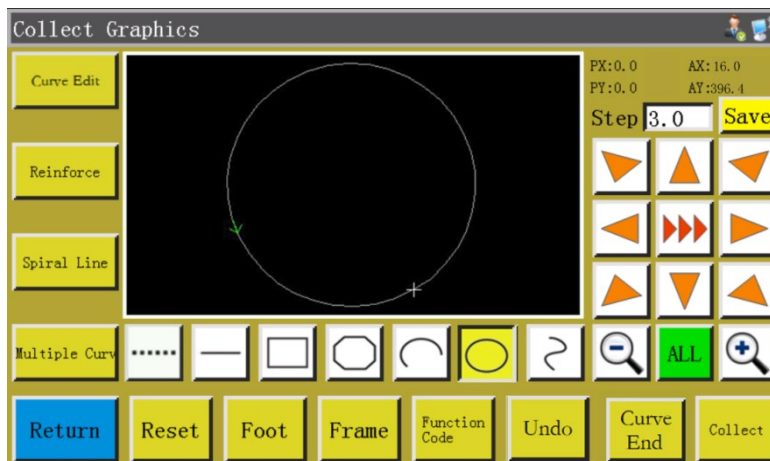 Collect Graphics
Curve Edit
PX:0.0 AX:16.0
PY:0.0 AY:396.4
Step 3.0 Save
Reinforce
Spiral Line
Multiple Curv
ALL
Return Reset Foot Frame Function Code Undo Curve End Collect